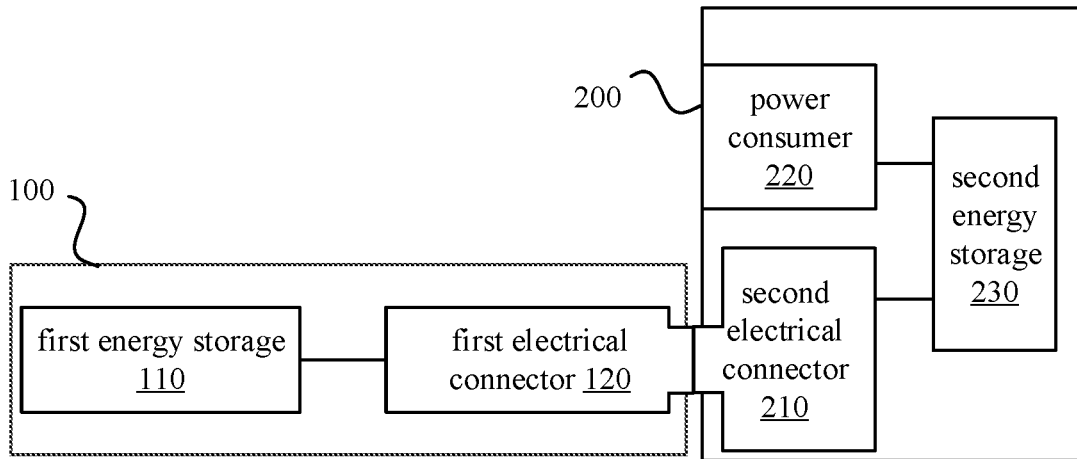 200
power
consumer
220
second
energy
storage
230
100
first energy storage
110
first electrical
connector 120
second
electrical
connector
210